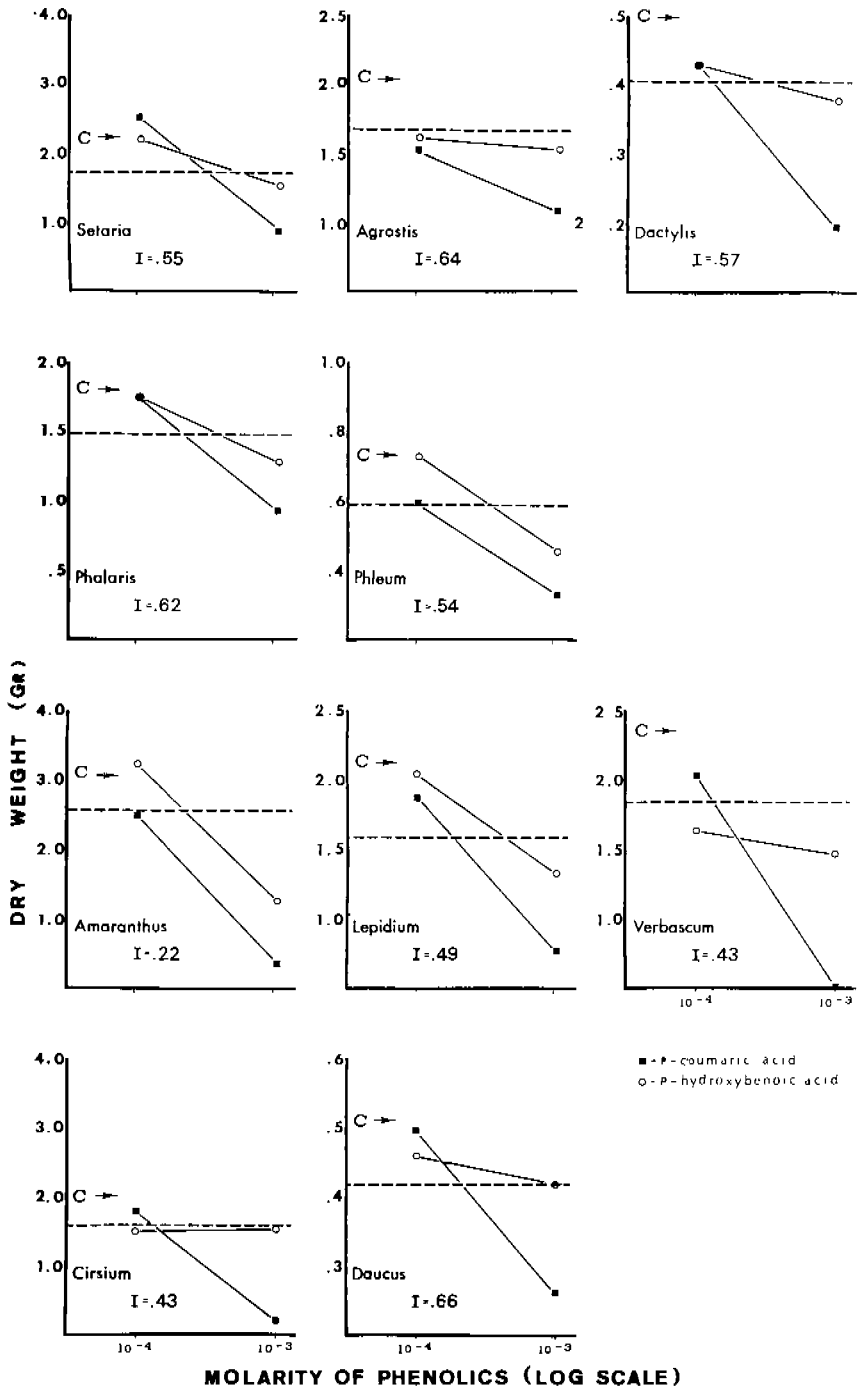 .4.0
3.0
2.0
1.0
C
Setaria
I=.55
2.5
2.0
1.5
1.0
C
Agrostis
I=.64
2
.5
.4
.3
.2
C
Dactylis
I=.57
2.0
1.5
1.0
.5
C
Phalaris
I=.62
1.0
.8
.6
.4
C
Phleum
I=.54
DRY WEIGHT (GR)
4.0
3.0
2.0
1.0
C
Amaranthus
I=.22
2.5
2.0
1.5
1.0
C
Lepidium
I=.49
2.5
2.0
1.5
1.0
C
Verbascum
I=.43
10-4
10-3
4.0
3.0
2.0
1.0
C
Cirsium
I=.43
10-4
10-3
.6
.5
.4
.3
C
Daucus
I=.66
10-4
10-3
- P-coumaric acid
- P-hydroxybenoic acid
MOLARITY OF PHENOLICS (LOG SCALE)